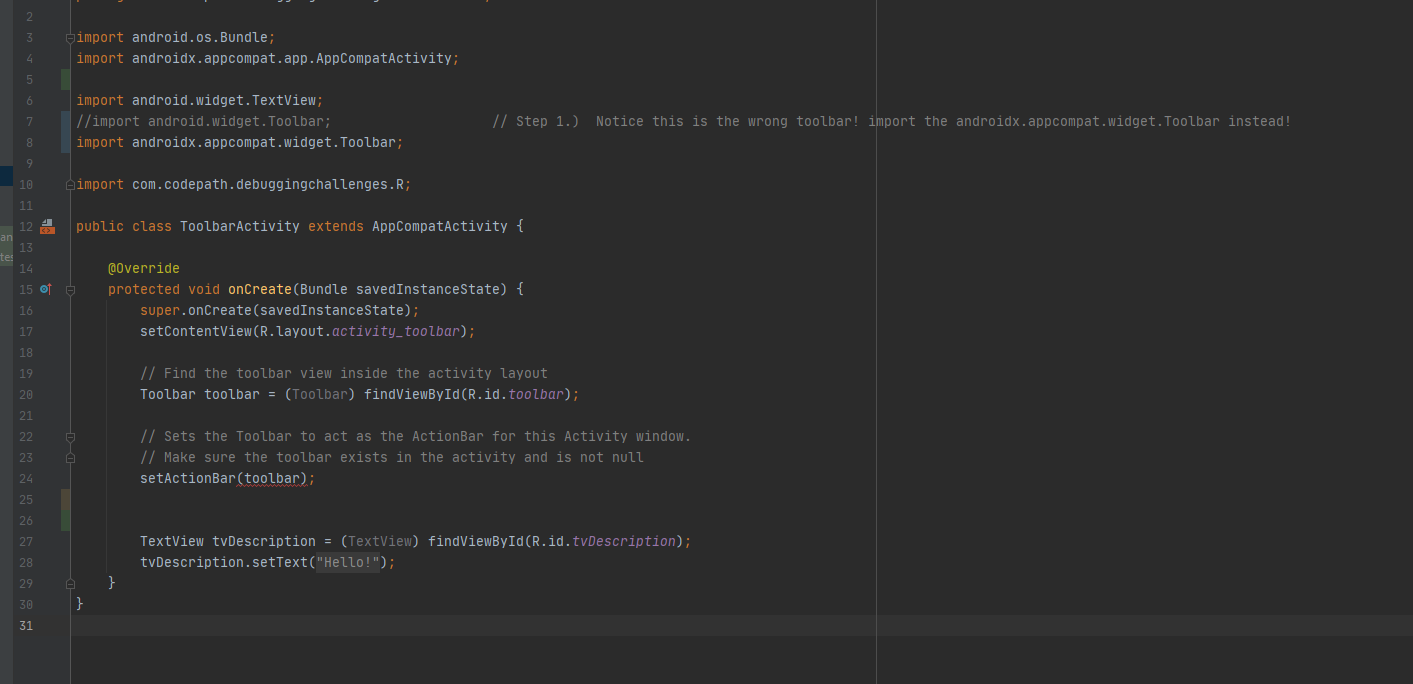 2
3 import android.os.Bundle;
4 import androidx.appcompat.app.AppCompatActivity;
5
6 import android.widget.TextView;
7 //import android.widget.Toolbar; // Step 1.) Notice this is the wrong toolbar! import the androidx.appcompat.widget.Toolbar instead!
8 import androidx.appcompat.widget.Toolbar;
9
10 import com.codepath.debuggingchallenges.R;
11
12 public class ToolbarActivity extends AppCompatActivity {
an
13
tes
14 @Override
15 protected void onCreate(Bundle savedInstanceState) {
16 super.onCreate(savedInstanceState);
17 setContentView(R.layout.activity_toolbar);
18
19 // Find the toolbar view inside the activity layout
20 Toolbar toolbar = (Toolbar) findViewById(R.id.toolbar);
21
22 // Sets the Toolbar to act as the ActionBar for this Activity window.
23 // Make sure the toolbar exists in the activity and is not null
24 setActionBar(toolbar);
25
26
27 TextView tvDescription = (TextView) findViewById(R.id.tvDescription);
28 tvDescription.setText("Hello!");
29 }
30 }
31